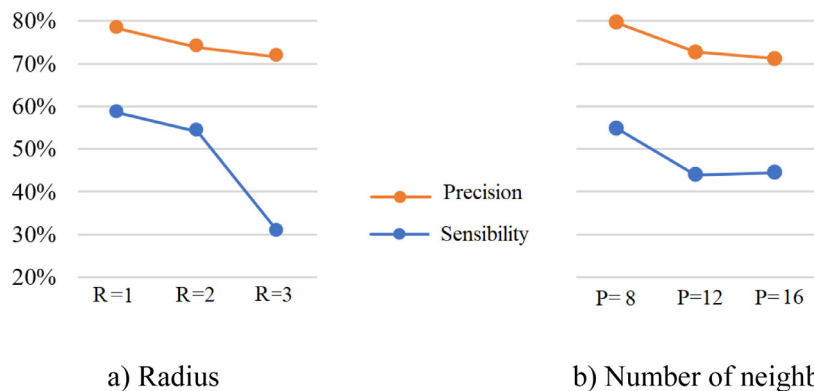 80%
70%
60%
50%
40%
30%
20%
R=1 R=2 R=3
Precision
Sensibility
P= 8 P=12 P= 16
a) Radius
b) Number of neighb